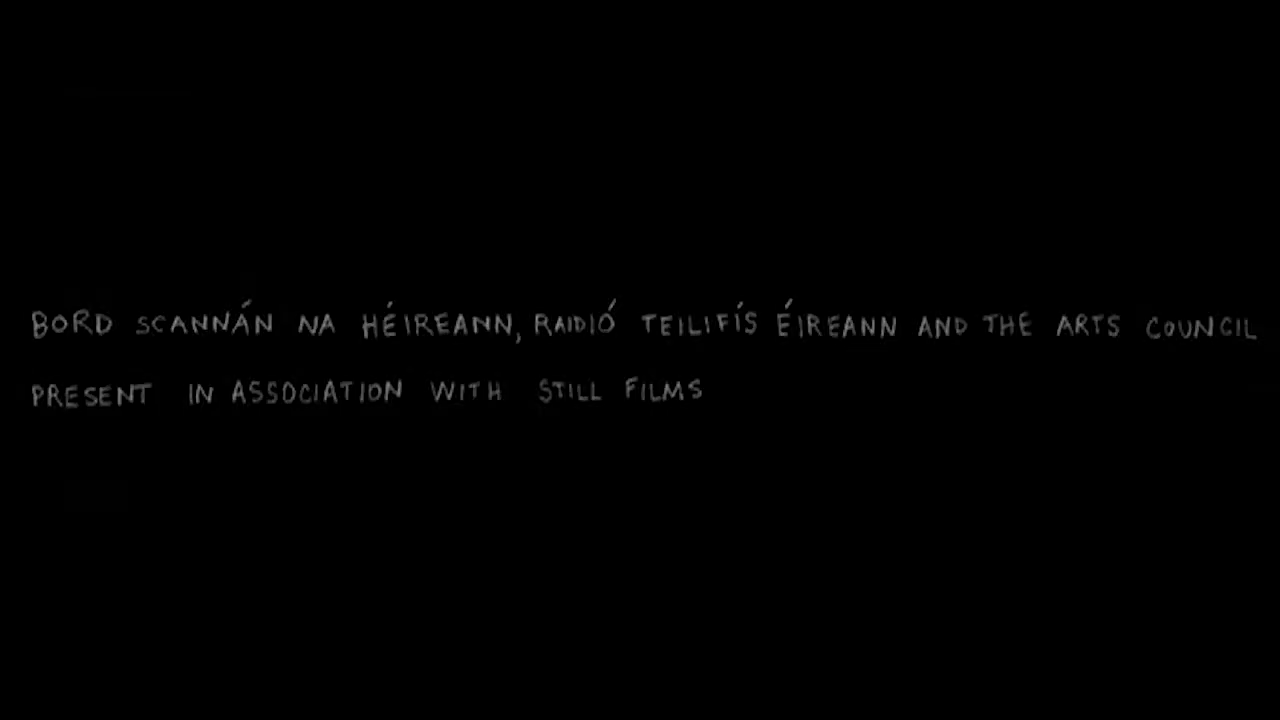 BORD SCANNÁN NA HÉIREANN, RAIDIÓ TEILIFÍS ÉIREANN AND THE ARTS COUNCIL
PRESENT IN ASSOCIATION WITH STILL FILMS